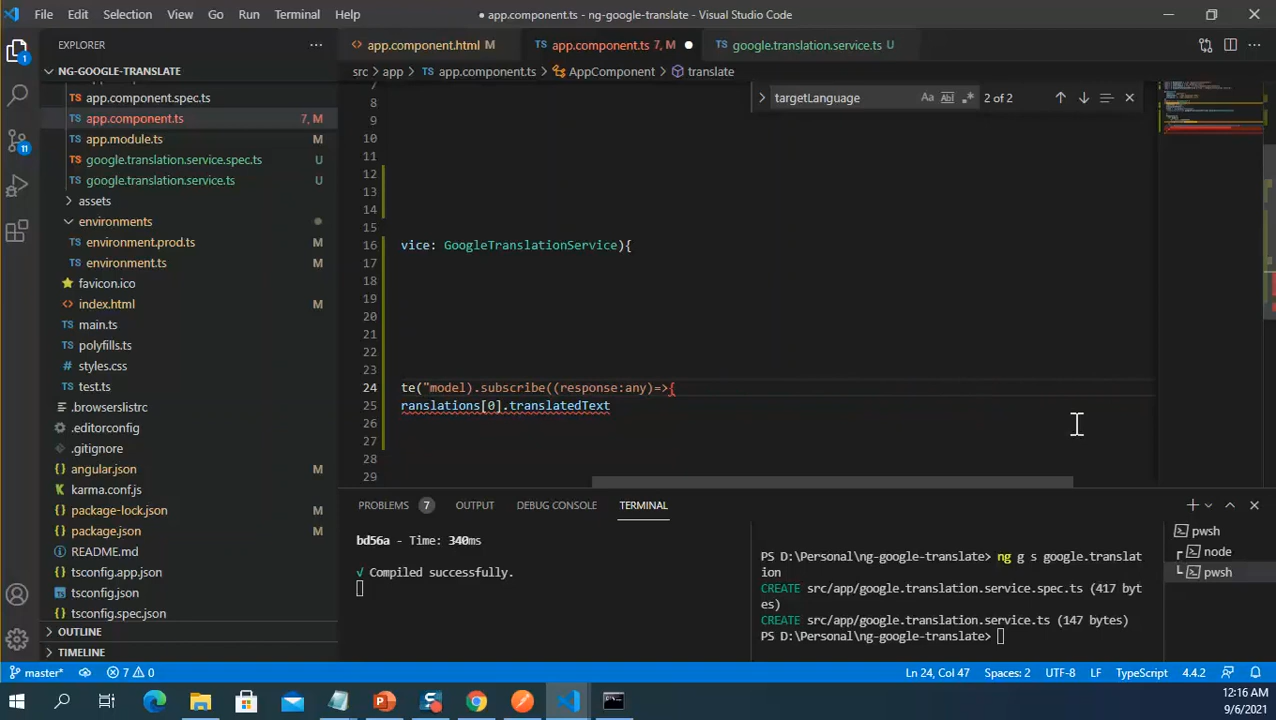 File Edit Selection View Go Run Terminal Help
● app.component.ts - ng-google-translate - Visual Studio Code
EXPLORER
NG-GOOGLE-TRANSLATE
app.component.spec.ts
app.component.ts 7, M
app.module.ts M
google.translation.service.spec.ts U
google.translation.service.ts U
assets
environments
environment.prod.ts M
environment.ts M
favicon.ico
index.html M
main.ts
polyfills.ts
styles.css
test.ts
.browserslistrc
.editorconfig
.gitignore
angular.json M
karma.conf.js
package-lock.json M
package.json M
README.md
tsconfig.app.json
tsconfig.json
tsconfig.spec.json
OUTLINE
TIMELINE
app.component.html M
app.component.ts 7, M ●
google.translation.service.ts U
src > app > app.component.ts > AppComponent > translate
targetLanguage
2 of 2
7
8
9
10
11
12
13
14
15
16 vice: GoogleTranslationService){
17
18
19
20
21
22
23
24 te("model).subscribe((response:any)=>{
25 ranslations[0].translatedText
26
27
28
29
PROBLEMS 7 OUTPUT DEBUG CONSOLE TERMINAL
bd56a - Time: 340ms
√ Compiled successfully.
PS D:\Personal\ng-google-translate> ng g s google.translat
ion
CREATE src/app/google.translation.service.spec.ts (417 byt
es)
CREATE src/app/google.translation.service.ts (147 bytes)
PS D:\Personal\ng-google-translate>
pwsh
node
pwsh
master* 7 0 Ln 24, Col 47 Spaces: 2 UTF-8 LF TypeScript 4.4.2
12:16 AM
9/6/2021